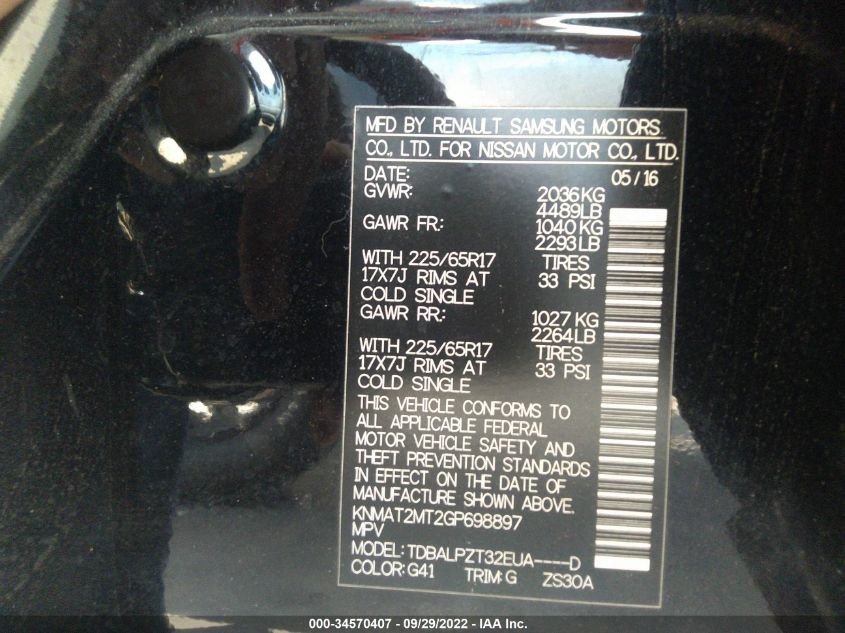 MFD BY RENAULT SAMSUNG MOTORS
CO., LTD. FOR NISSAN MOTOR CO., LTD.
DATE: 05/16
GVWR: 2036KG
4489LB
GAWR FR: 1040KG
2293LB
WITH 225/65R17 TIRES
17X7J RIMS AT 33 PSI
COLD SINGLE
GAWR RR: 1027KG
2264LB
WITH 225/65R17 TIRES
17X7J RIMS AT 33 PSI
COLD SINGLE
THIS VEHICLE CONFORMS TO
ALL APPLICABLE FEDERAL
MOTOR VEHICLE SAFETY AND
THEFT PREVENTION STANDARDS
IN EFFECT ON THE DATE OF
MANUFACTURE SHOWN ABOVE.
KNMAT2MT2GP698897
MPV
MODEL: TDBALPZT32EUA----D
COLOR: G41 TRIM: G ZS30A
000-34570407 / 09/29/2022 - IAA Inc.